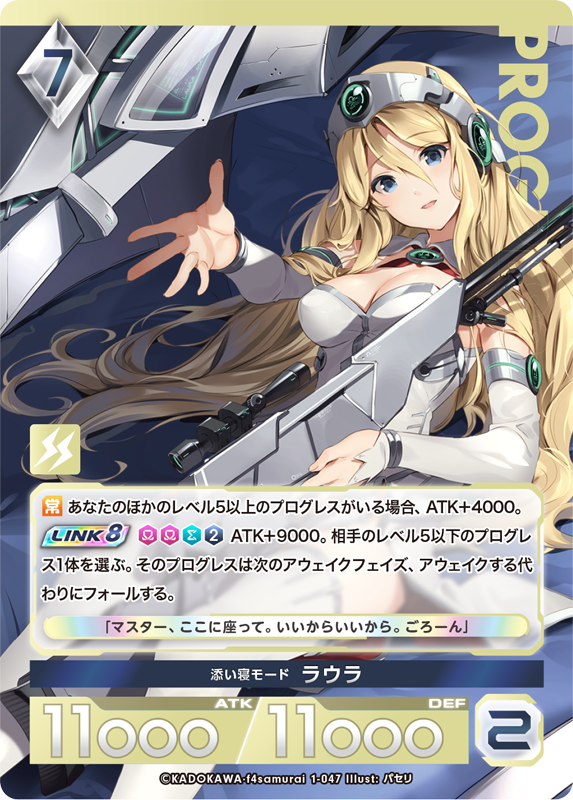 7
PROG
常 あなたのほかのレベル5以上のプログレスがいる場合、ATK+4000。
LINK 8 Ω Ω Σ 2 ATK+9000。相手のレベル5以下のプログレ
ス1体を選ぶ。そのプログレスは次のアウェイクフェイズ、アウェイクする代
わりにフォールする。
「マスター、ここに座って。いいからいいから。ごろーん」
添い寝モード ラウラ
ATK DEF
11000 11000 2
©KADOKAWA-f4samurai 1-047 Illust: パセリ